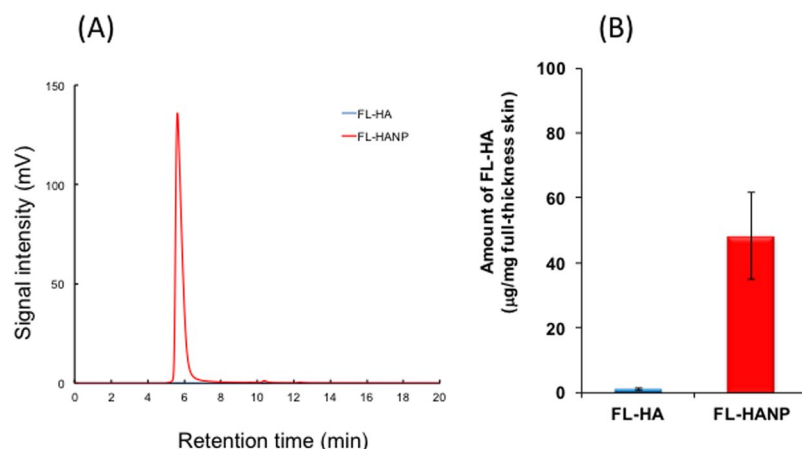 (A)
150
100
50
0
Signal intensity (mV)
FL-HA
FL-HANP
0 2 4 6 8 10 12 14 16 18 20
Retention time (min)
(B)
100
80
60
40
20
0
Amount of FL-HA
(μg/mg full-thickness skin)
FL-HA FL-HANP